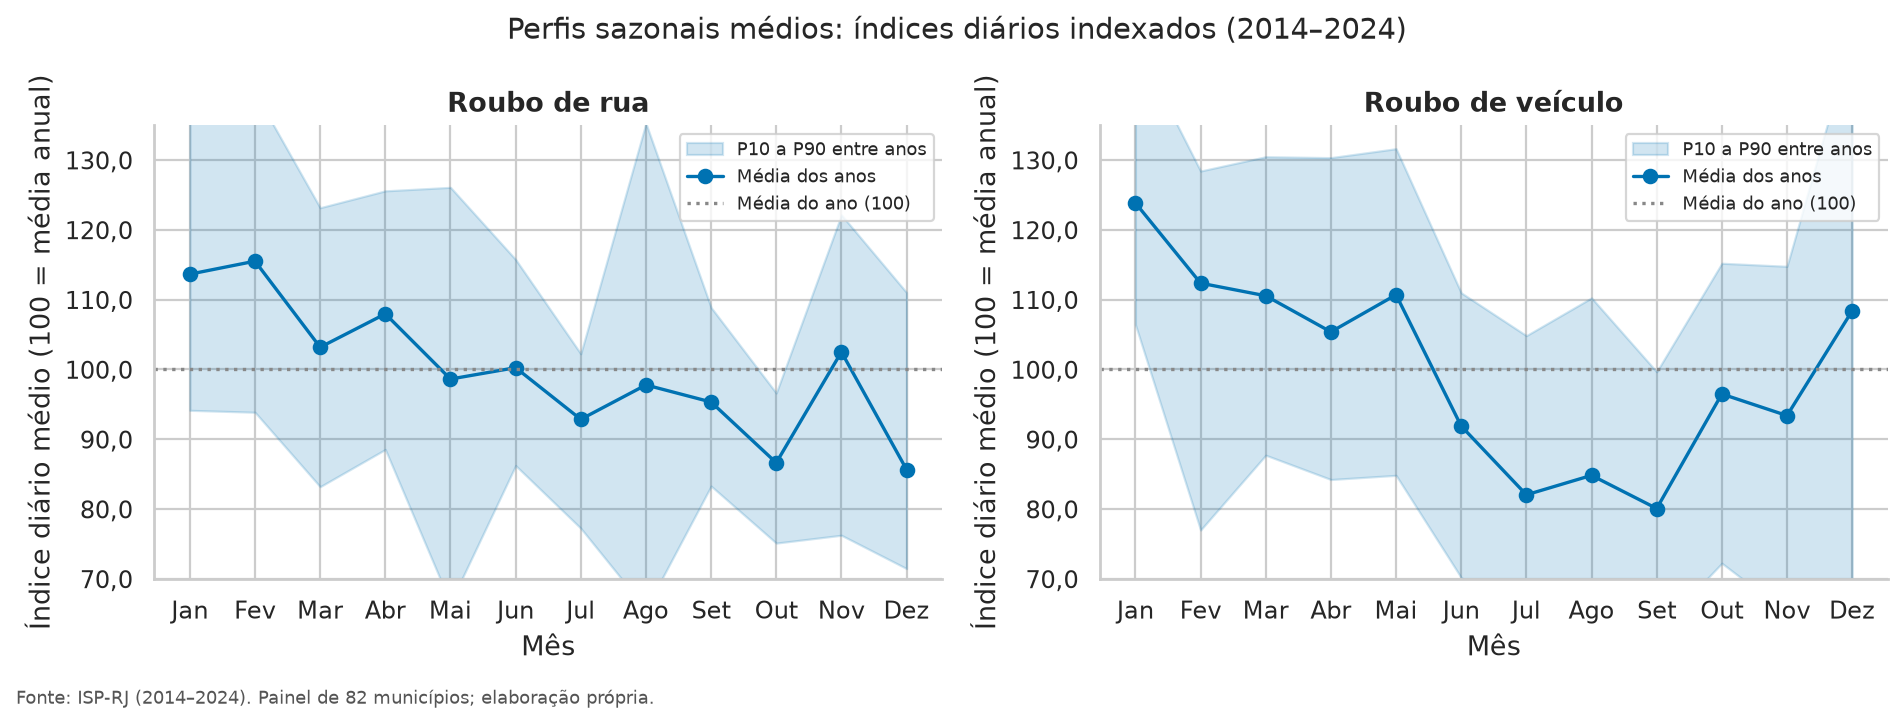 Perfis sazonais médios: índices diários indexados (2014–2024)
Roubo de rua
Índice diário médio (100 = média anual)
130,0
120,0
110,0
100,0
90,0
80,0
70,0
P10 a P90 entre anos
Média dos anos
Média do ano (100)
Jan Fev Mar Abr Mai Jun Jul Ago Set Out Nov Dez
Mês
Roubo de veículo
Índice diário médio (100 = média anual)
130,0
120,0
110,0
100,0
90,0
80,0
70,0
P10 a P90 entre anos
Média dos anos
Média do ano (100)
Jan Fev Mar Abr Mai Jun Jul Ago Set Out Nov Dez
Mês
Fonte: ISP-RJ (2014–2024). Painel de 82 municípios; elaboração própria.